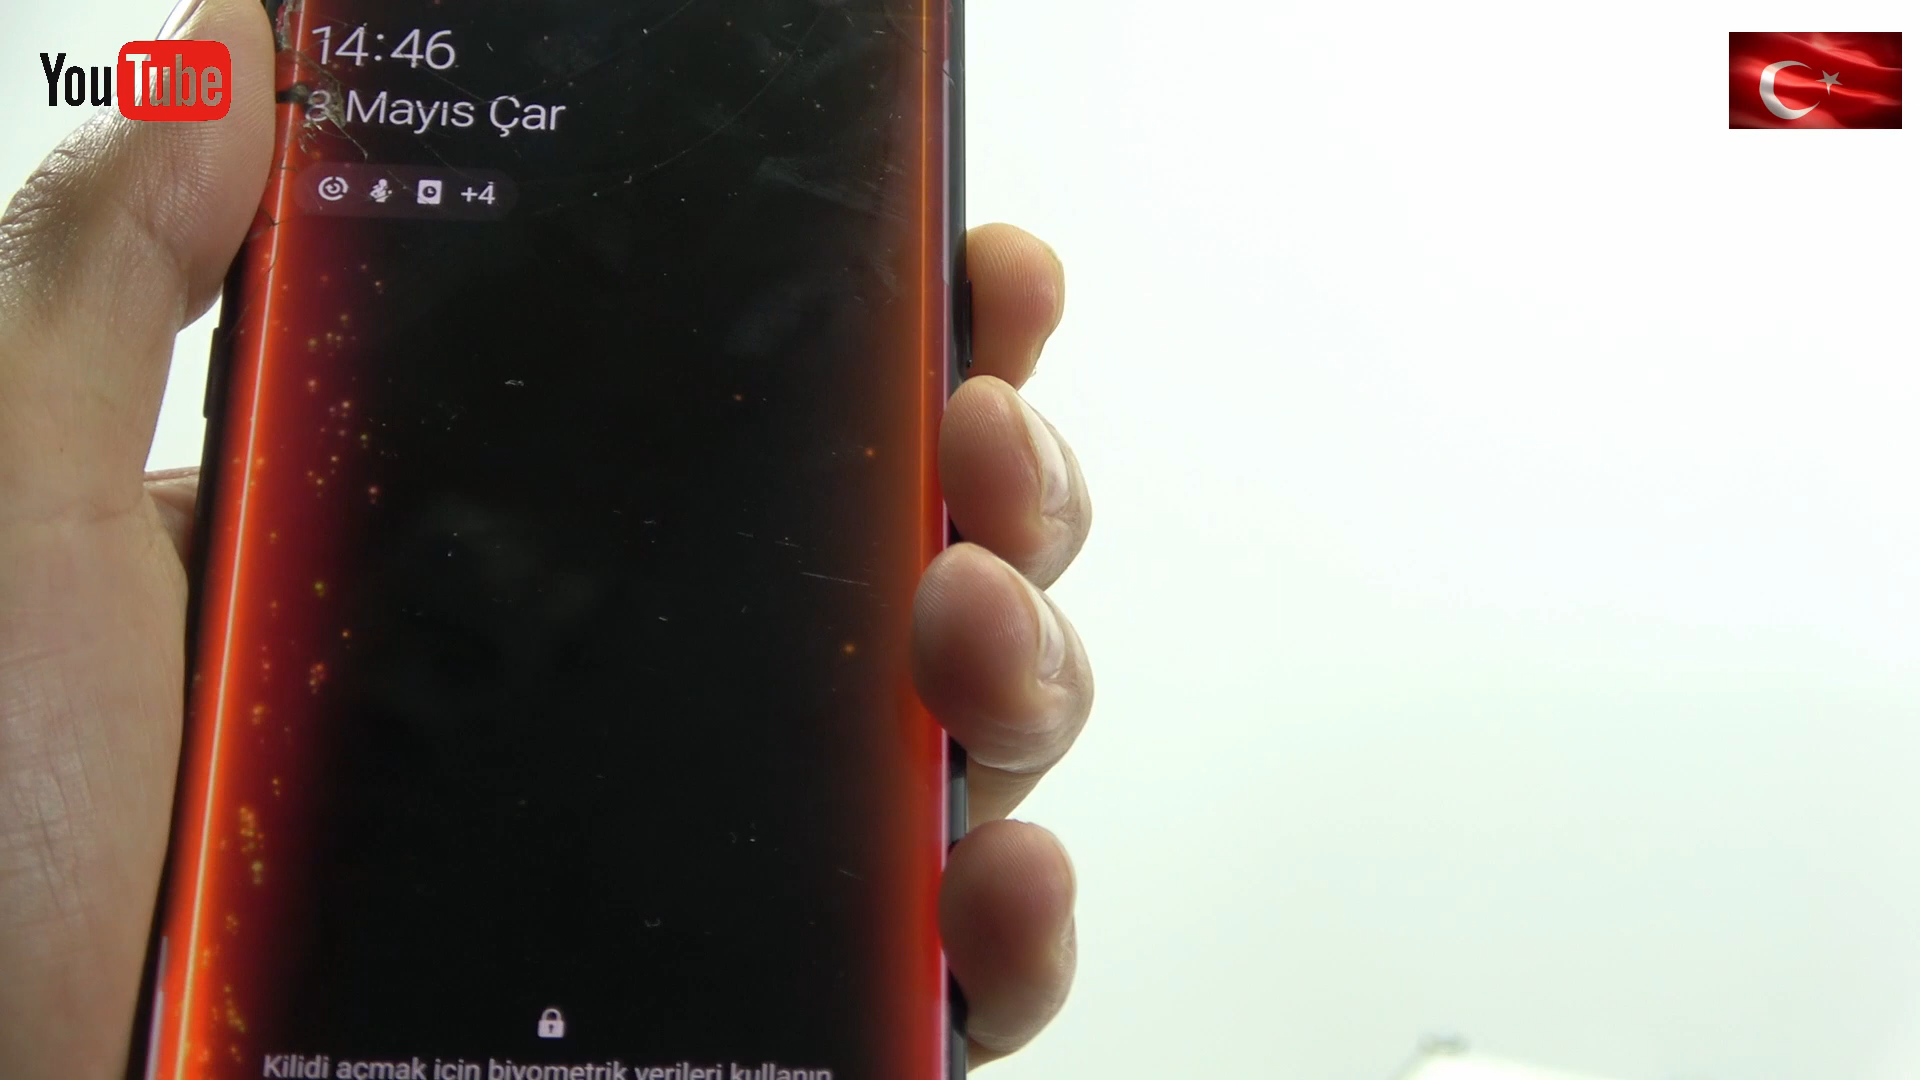 YouTube
14:46
3 Mayıs Çar
+4
Kilidi açmak için biyometrik verileri kullanın